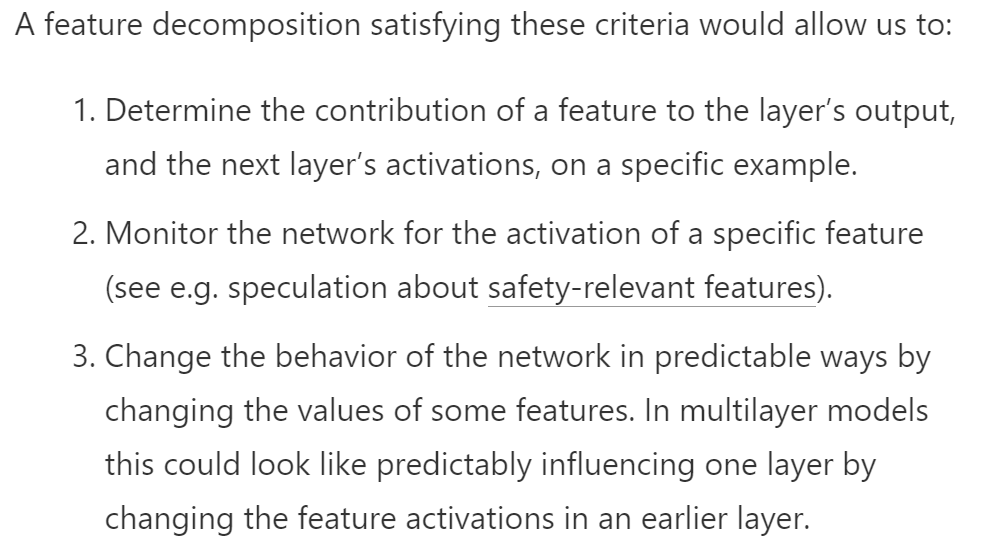 A feature decomposition satisfying these criteria would allow us to:
1. Determine the contribution of a feature to the layer’s output,
and the next layer’s activations, on a specific example.
2. Monitor the network for the activation of a specific feature
(see e.g. speculation about safety-relevant features).
3. Change the behavior of the network in predictable ways by
changing the values of some features. In multilayer models
this could look like predictably influencing one layer by
changing the feature activations in an earlier layer.